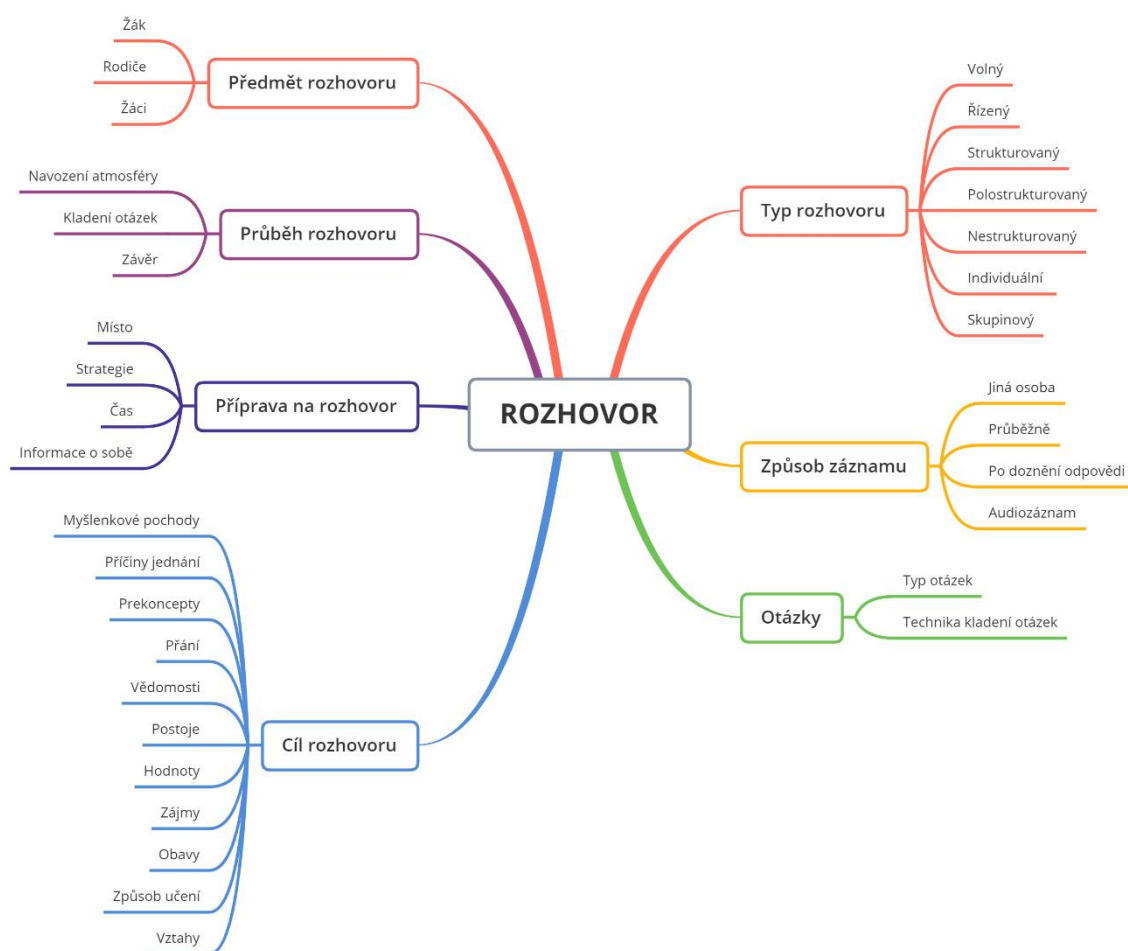 ROZHOVOR
Předmět rozhovoru
Žák
Rodiče
Žáci
Průběh rozhovoru
Navození atmosféry
Kladení otázek
Závěr
Příprava na rozhovor
Místo
Strategie
Čas
Informace o sobě
Cíl rozhovoru
Myšlenkové pochody
Příčiny jednání
Prekoncepty
Přání
Vědomosti
Postoje
Hodnoty
Zájmy
Obavy
Způsob učení
Vztahy
Typ rozhovoru
Volný
Řízený
Strukturovaný
Polostrukturovaný
Nestrukturovaný
Individuální
Skupinový
Způsob záznamu
Jiná osoba
Průběžně
Po doznění odpovědi
Audiozáznam
Otázky
Typ otázek
Technika kladení otázek